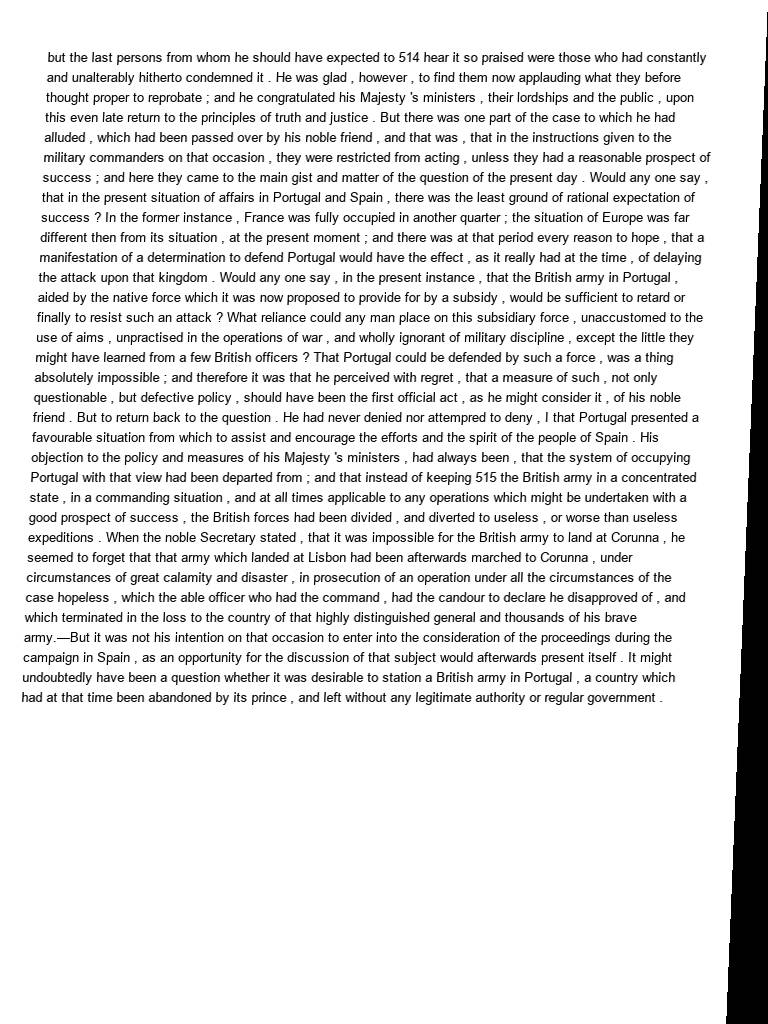 but the last persons from whom he should have expected to 514 hear it so praised were those who had constantly
and unalterably hitherto condemned it . He was glad , however , to find them now applauding what they before
thought proper to reprobate ; and he congratulated his Majesty 's ministers , their lordships and the public , upon
this even late return to the principles of truth and justice . But there was one part of the case to which he had
alluded , which had been passed over by his noble friend , and that was , that in the instructions given to the
military commanders on that occasion , they were restricted from acting , unless they had a reasonable prospect of
success ; and here they came to the main gist and matter of the question of the present day . Would any one say ,
that in the present situation of affairs in Portugal and Spain , there was the least ground of rational expectation of
success ? In the former instance , France was fully occupied in another quarter ; the situation of Europe was far
different then from its situation , at the present moment ; and there was at that period every reason to hope , that a
manifestation of a determination to defend Portugal would have the effect , as it really had at the time , of delaying
the attack upon that kingdom . Would any one say , in the present instance , that the British army in Portugal ,
aided by the native force which it was now proposed to provide for by a subsidy , would be sufficient to retard or
finally to resist such an attack ? What reliance could any man place on this subsidiary force , unaccustomed to the
use of aims , unpractised in the operations of war , and wholly ignorant of military discipline , except the little they
might have learned from a few British officers ? That Portugal could be defended by such a force , was a thing
absolutely impossible ; and therefore it was that he perceived with regret , that a measure of such , not only
questionable , but defective policy , should have been the first official act , as he might consider it , of his noble
friend . But to return back to the question . He had never denied nor attempred to deny , I that Portugal presented a
favourable situation from which to assist and encourage the efforts and the spirit of the people of Spain . His
objection to the policy and measures of his Majesty 's ministers , had always been , that the system of occupying
Portugal with that view had been departed from ; and that instead of keeping 515 the British army in a concentrated
state , in a commanding situation , and at all times applicable to any operations which might be undertaken with a
good prospect of success , the British forces had been divided , and diverted to useless , or worse than useless
expeditions . When the noble Secretary stated , that it was impossible for the British army to land at Corunna , he
seemed to forget that that army which landed at Lisbon had been afterwards marched to Corunna , under
circumstances of great calamity and disaster , in prosecution of an operation under all the circumstances of the
case hopeless , which the able officer who had the command , had the candour to declare he disapproved of , and
which terminated in the loss to the country of that highly distinguished general and thousands of his brave
army.—But it was not his intention on that occasion to enter into the consideration of the proceedings during the
campaign in Spain , as an opportunity for the discussion of that subject would afterwards present itself . It might
undoubtedly have been a question whether it was desirable to station a British army in Portugal , a country which
had at that time been abandoned by its prince , and left without any legitimate authority or regular government .